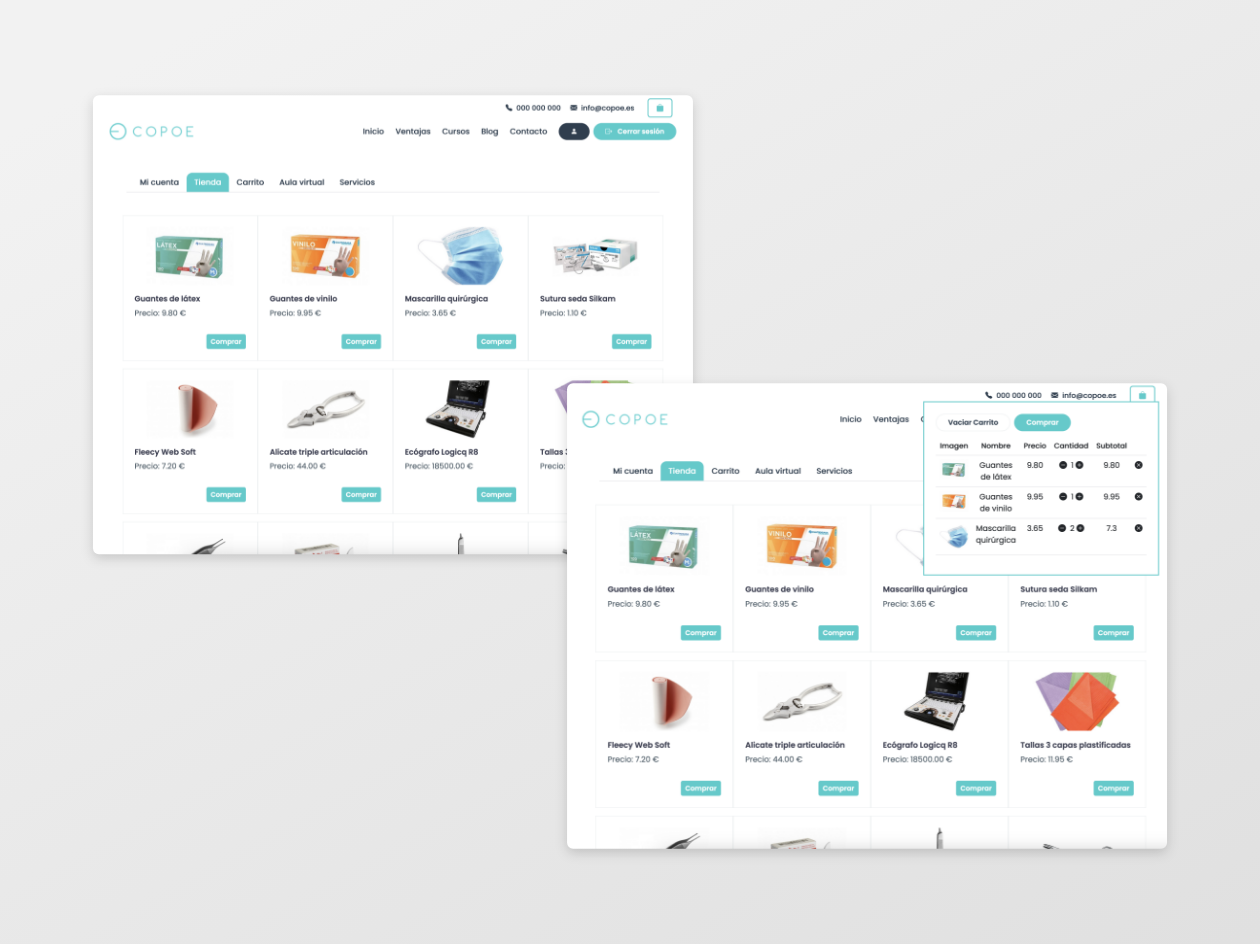 000 000 000 info@copoe.es
COPOE
Inicio Ventajas Cursos Blog Contacto Cerrar sesión
Mi cuenta Tienda Carrito Aula virtual Servicios
LÁTEX
VINILO
Guantes de látex
Precio: 9.80 €
Comprar
Guantes de vinilo
Precio: 9.95 €
Comprar
Mascarilla quirúrgica
Precio: 3.65 €
Comprar
Sutura seda Silkam
Precio: 1.10 €
Comprar
Fleecy Web Soft
Precio: 7.20 €
Comprar
Alicate triple articulación
Precio: 44.00 €
Comprar
Ecógrafo Logicq R8
Precio: 18500.00 €
Comprar
Tallas
Precio:
000 000 000 info@copoe.es
COPOE
Inicio Ventajas
Vaciar Carrito Comprar
Imagen Nombre Precio Cantidad Subtotal
Guantes de látex 9.80 1 9.80
Guantes de vinilo 9.95 1 9.95
Mascarilla quirúrgica 3.65 2 7.3
Mi cuenta Tienda Carrito Aula virtual Servicios
LÁTEX
VINILO
Guantes de látex
Precio: 9.80 €
Comprar
Guantes de vinilo
Precio: 9.95 €
Comprar
Mascarilla quirúrgica
Precio: 3.65 €
Comprar
Sutura seda Silkam
Precio: 1.10 €
Comprar
Fleecy Web Soft
Precio: 7.20 €
Comprar
Alicate triple articulación
Precio: 44.00 €
Comprar
Ecógrafo Logicq R8
Precio: 18500.00 €
Comprar
Tallas 3 capas plastificadas
Precio: 11.95 €
Comprar